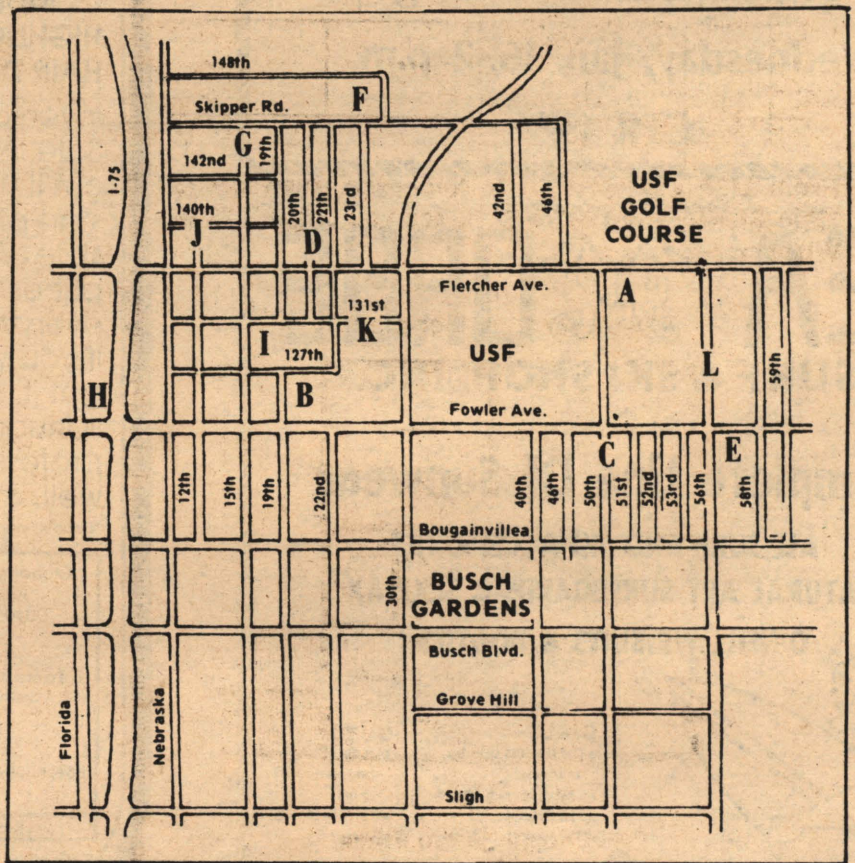 148th
Skipper Rd.
F
G
142nd
19th
I-75
140th
J
20th
22th
23rd
D
42nd
46th
USF
GOLF
COURSE
Fletcher Ave.
A
131st
K
I
127th
USF
L
59th
H
B
Fowler Ave.
C
E
12th
15th
19th
22nd
40th
46th
50th
51st
52nd
53rd
56th
58th
Bougainvillea
30th
BUSCH
GARDENS
Busch Blvd.
Grove Hill
Florida
Nebraska
Sligh